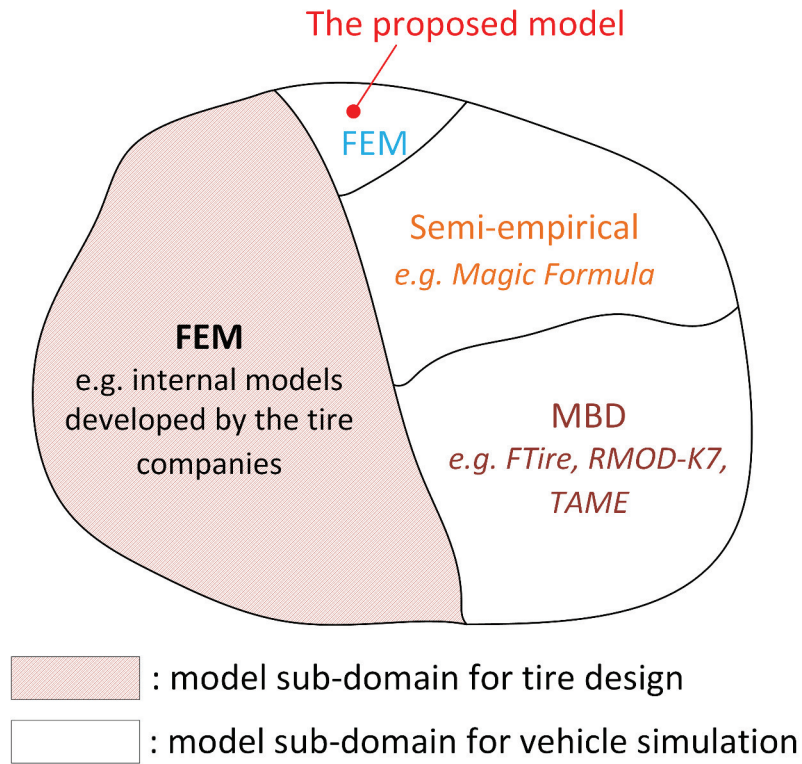 The proposed model
FEM
Semi-empirical
e.g. Magic Formula
FEM
e.g. internal models
developed by the tire
companies
MBD
e.g. FTire, RMOD-K7,
TAME
: model sub-domain for tire design
: model sub-domain for vehicle simulation